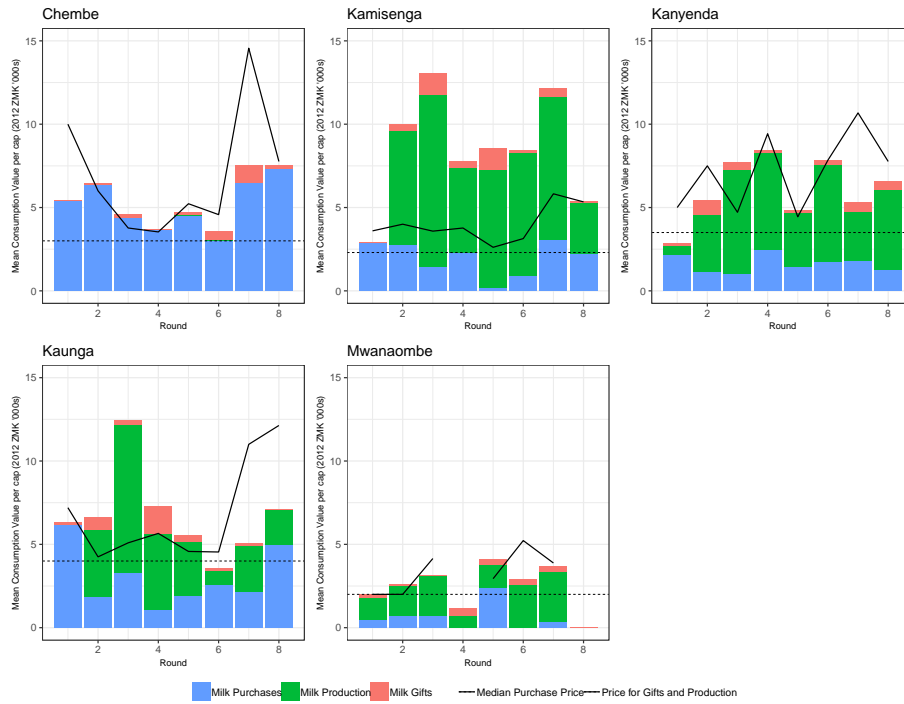 Chembe
Kamisenga
Kanyenda
Mean Consumption Value per cap (2012 ZMK '000s)
15
10
5
0
2
4
6
8
Round
Mean Consumption Value per cap (2012 ZMK '000s)
15
10
5
0
2
4
6
8
Round
Mean Consumption Value per cap (2012 ZMK '000s)
15
10
5
0
2
4
6
8
Round
Kaunga
Mwanaombe
Mean Consumption Value per cap (2012 ZMK '000s)
15
10
5
0
2
4
6
8
Round
Mean Consumption Value per cap (2012 ZMK '000s)
15
10
5
0
2
4
6
8
Round
Milk Purchases Milk Production Milk Gifts Median Purchase Price Price for Gifts and Production